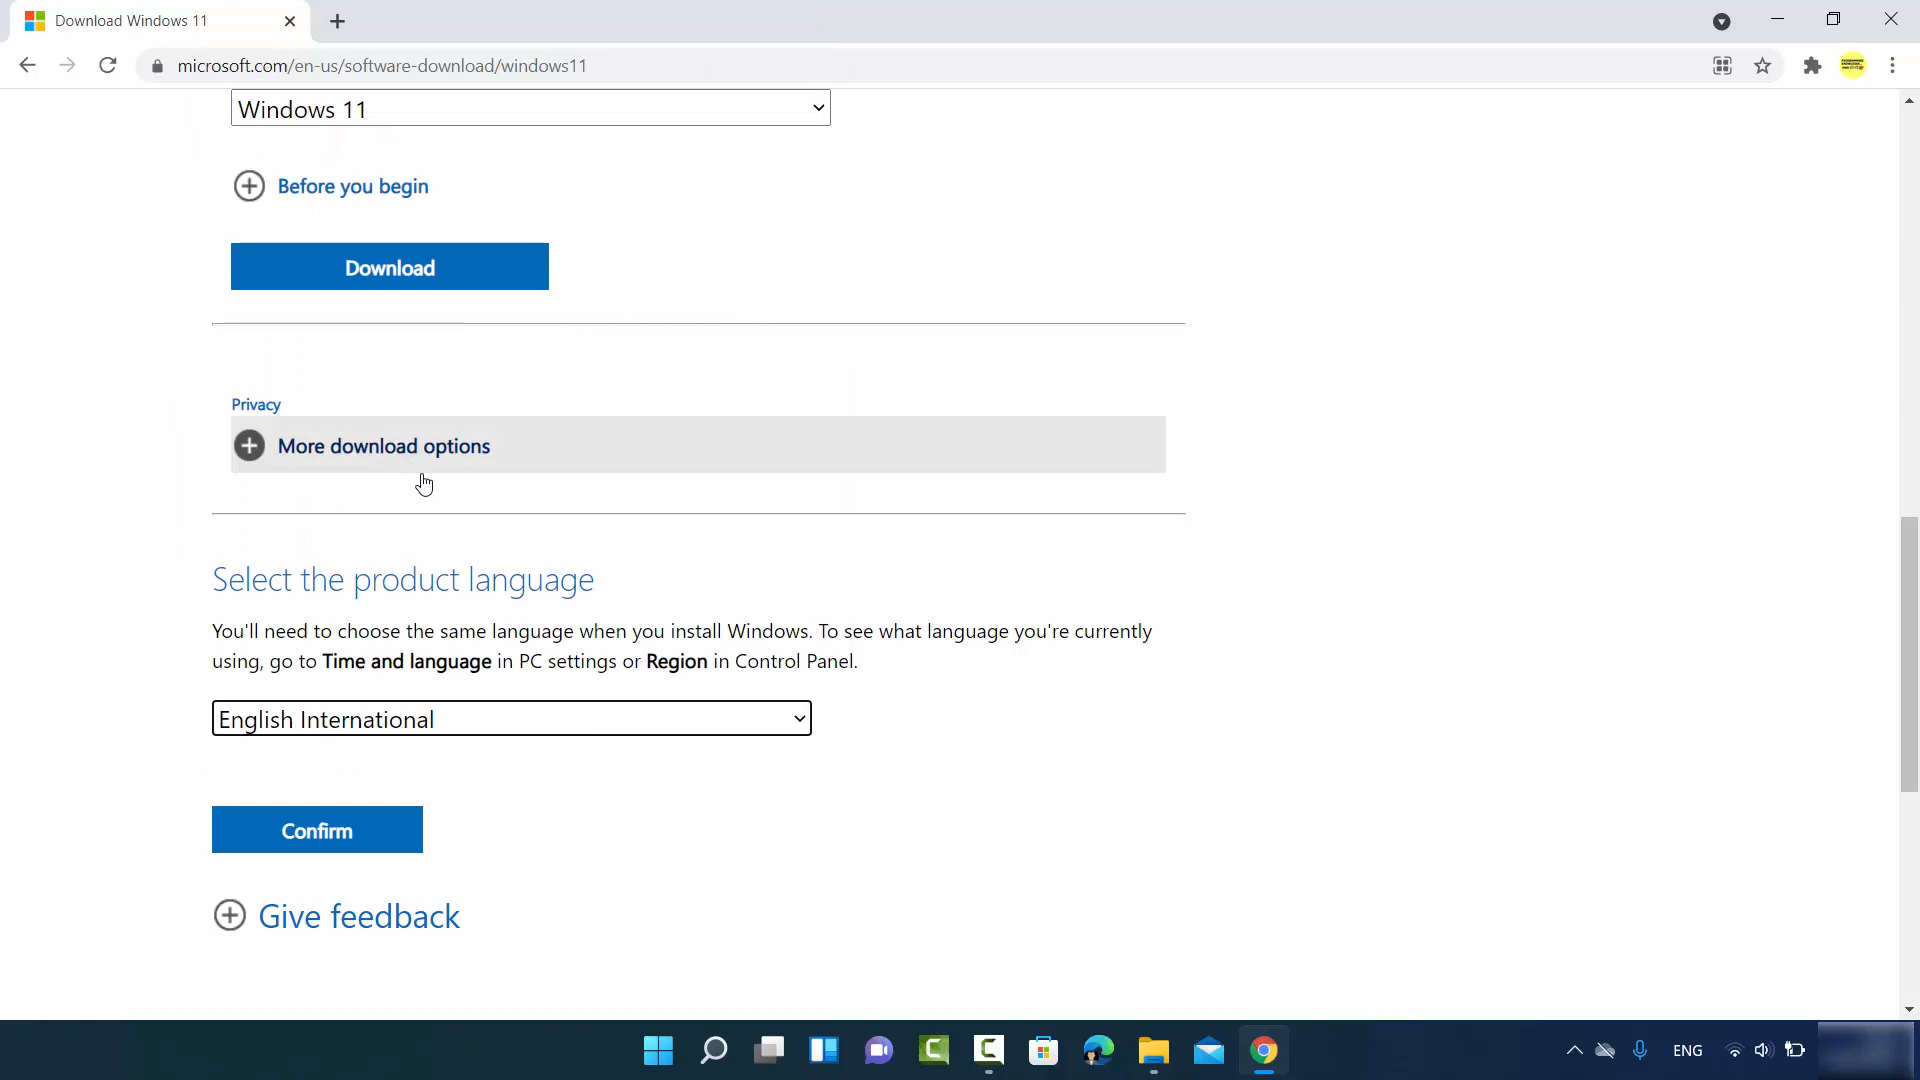 Download Windows 11
microsoft.com/en-us/software-download/windows11
Windows 11
Before you begin
Download
Privacy
More download options
Select the product language
You'll need to choose the same language when you install Windows. To see what language you're currently
using, go to Time and language in PC settings or Region in Control Panel.
English International
Confirm
Give feedback
ENG